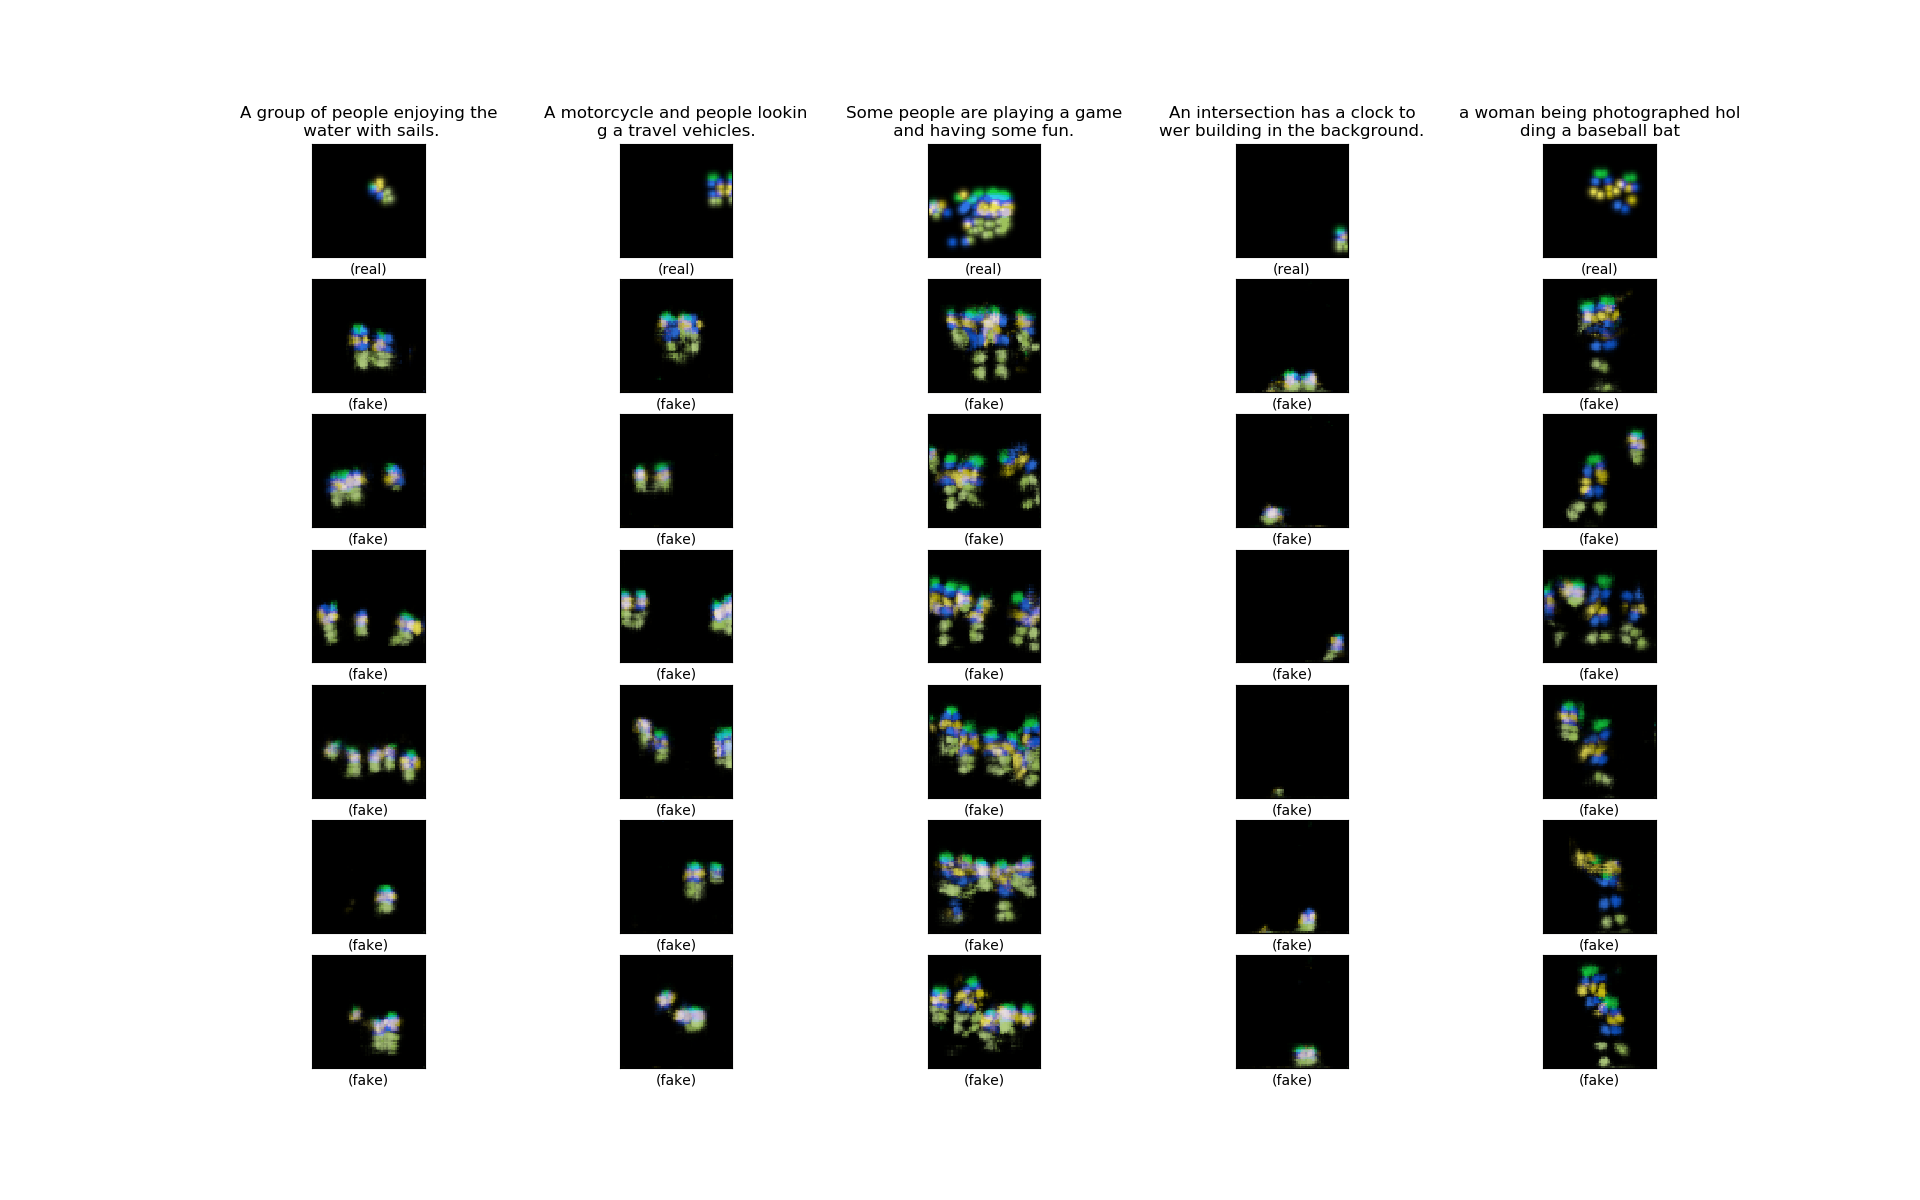 A group of people enjoying the
water with sails.
A motorcycle and people lookin
g a travel vehicles.
Some people are playing a game
and having some fun.
An intersection has a clock to
wer building in the background.
a woman being photographed hol
ding a baseball bat
(real) (real) (real) (real) (real)
(fake) (fake) (fake) (fake) (fake)
(fake) (fake) (fake) (fake) (fake)
(fake) (fake) (fake) (fake) (fake)
(fake) (fake) (fake) (fake) (fake)
(fake) (fake) (fake) (fake) (fake)
(fake) (fake) (fake) (fake) (fake)